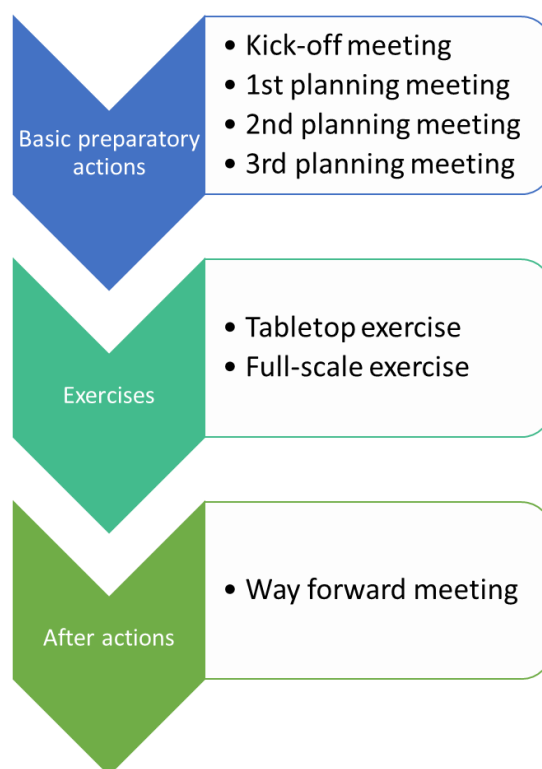 Basic preparatory
actions
• Kick-off meeting
• 1st planning meeting
• 2nd planning meeting
• 3rd planning meeting
Exercises
• Tabletop exercise
• Full-scale exercise
After actions
• Way forward meeting